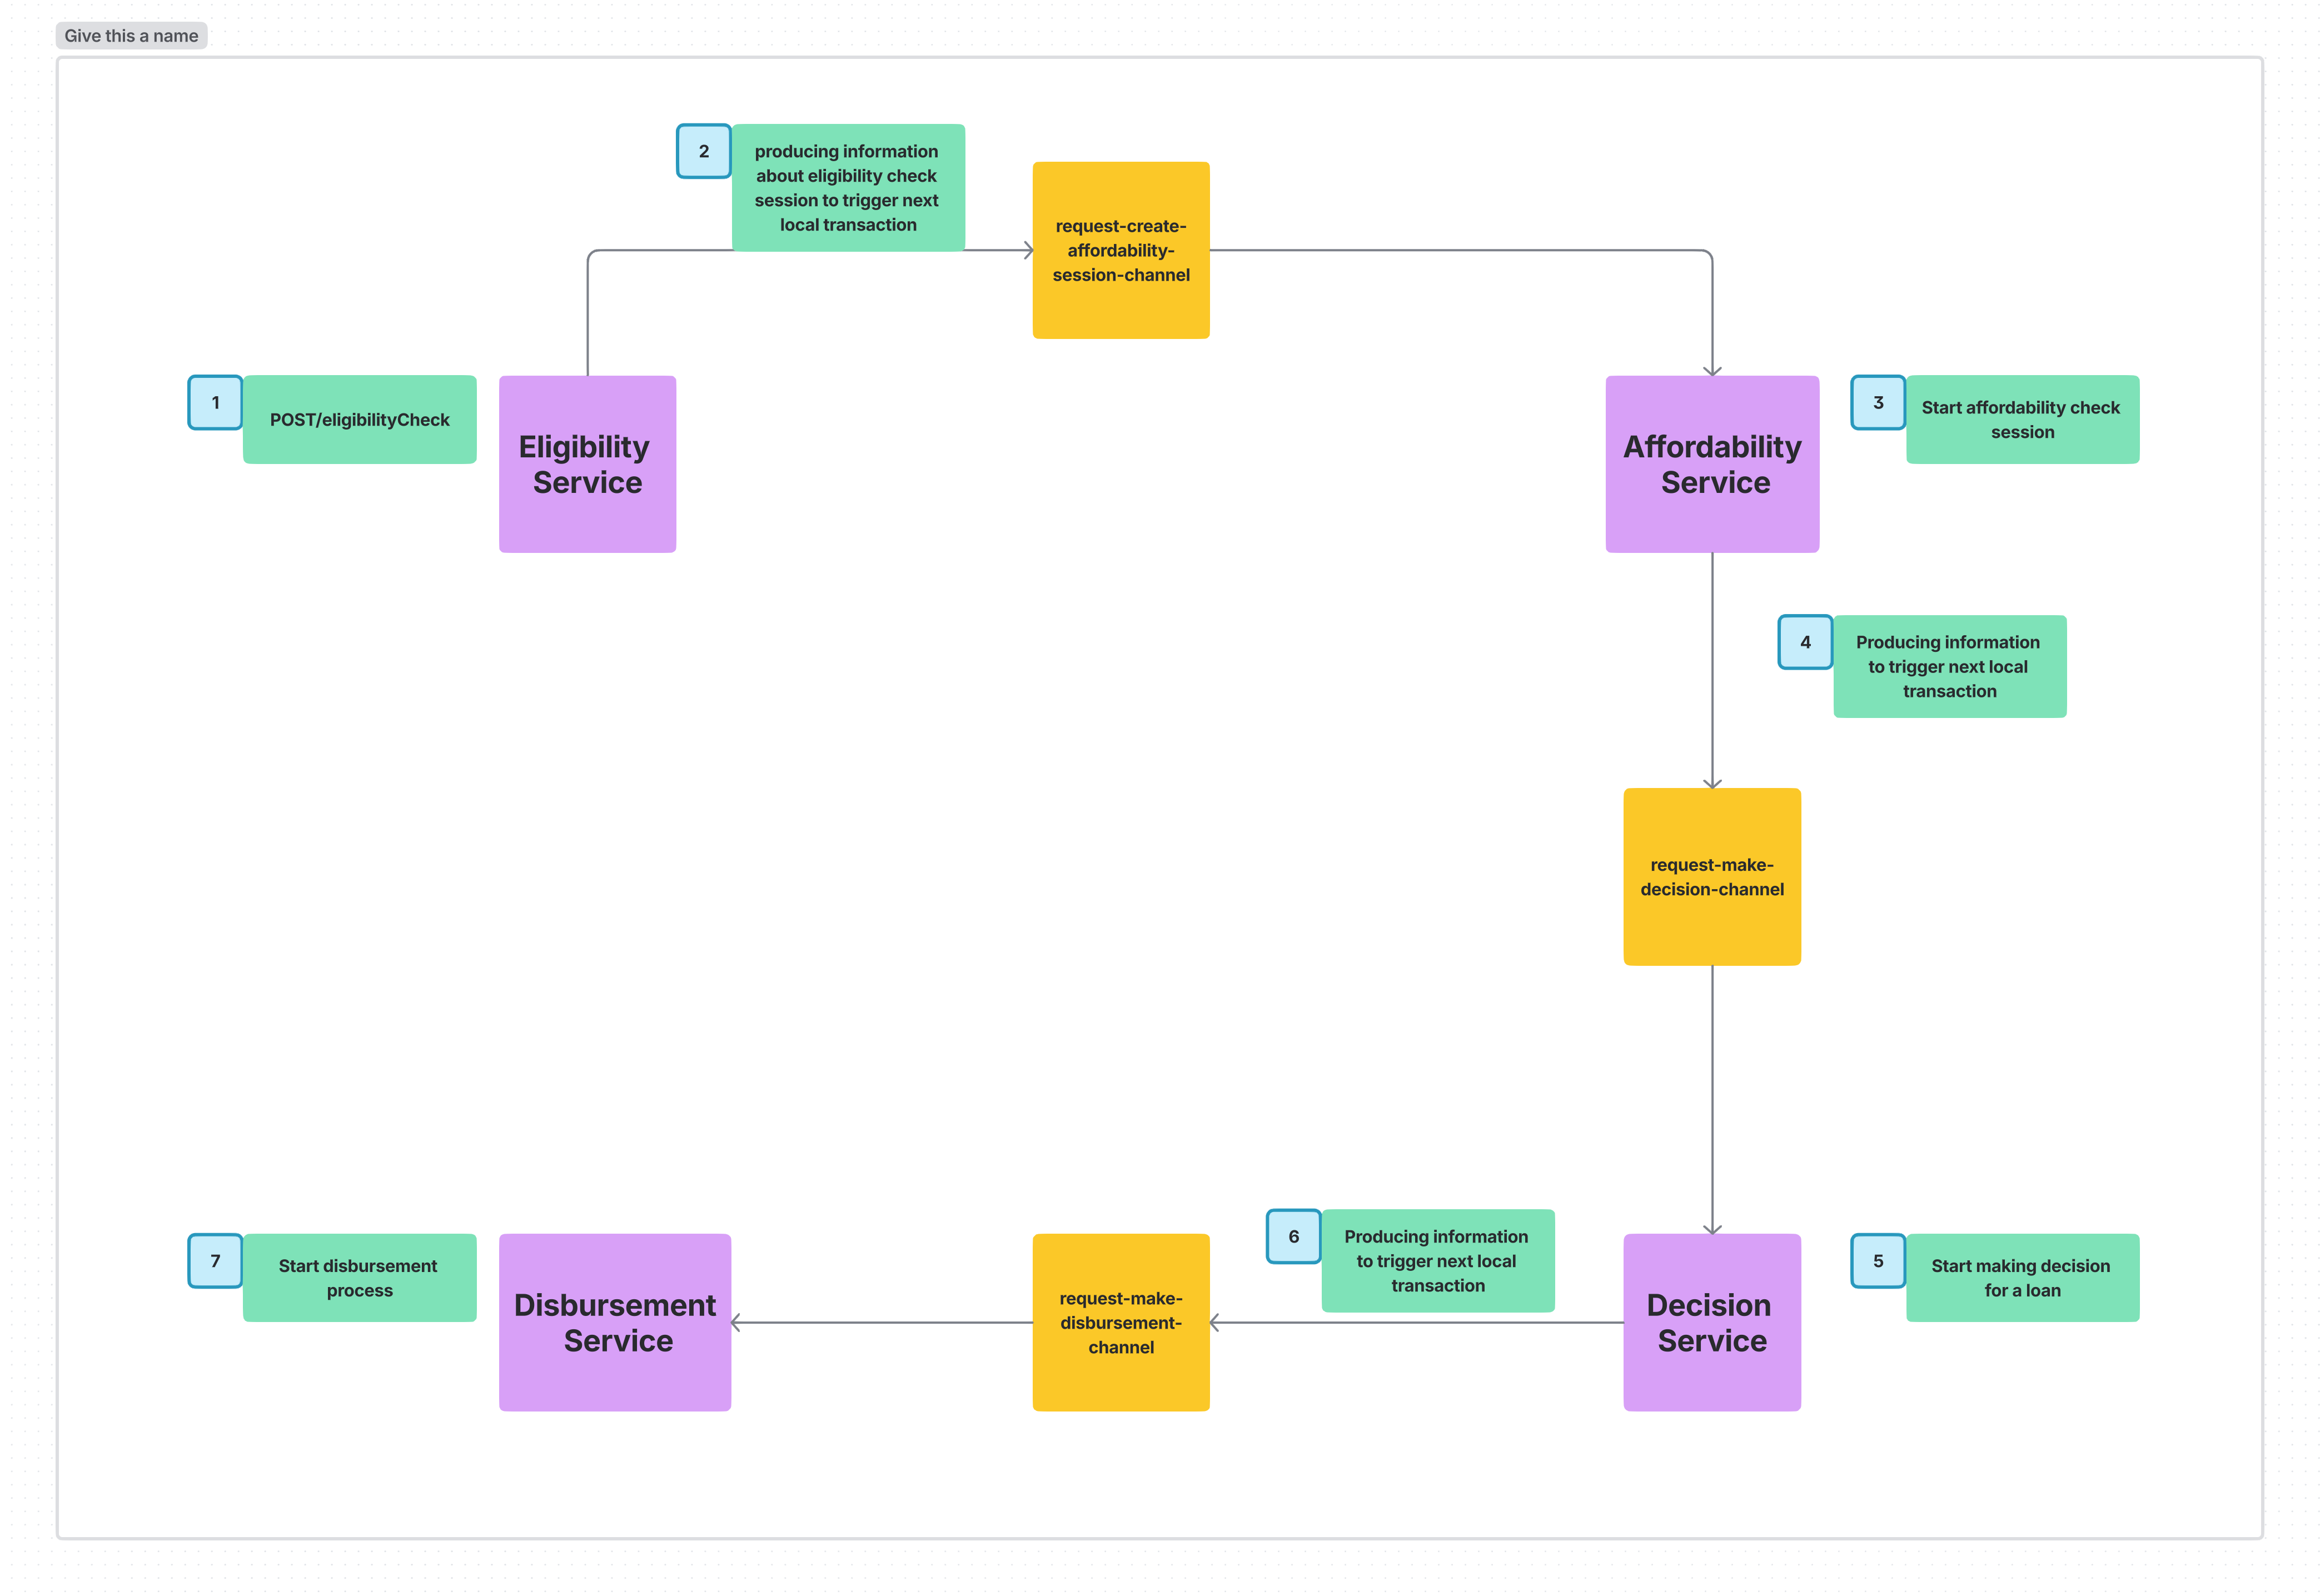 Give this a name
2
producing information
about eligibility check
session to trigger next
local transaction
request-create-
affordability-
session-channel
1
POST/eligibilityCheck
Eligibility
Service
Affordability
Service
3
Start affordability check
session
4
Producing information
to trigger next local
transaction
request-make-
decision-channel
7
Start disbursement
process
Disbursement
Service
request-make-
disbursement-
channel
6
Producing information
to trigger next local
transaction
Decision
Service
5
Start making decision
for a loan